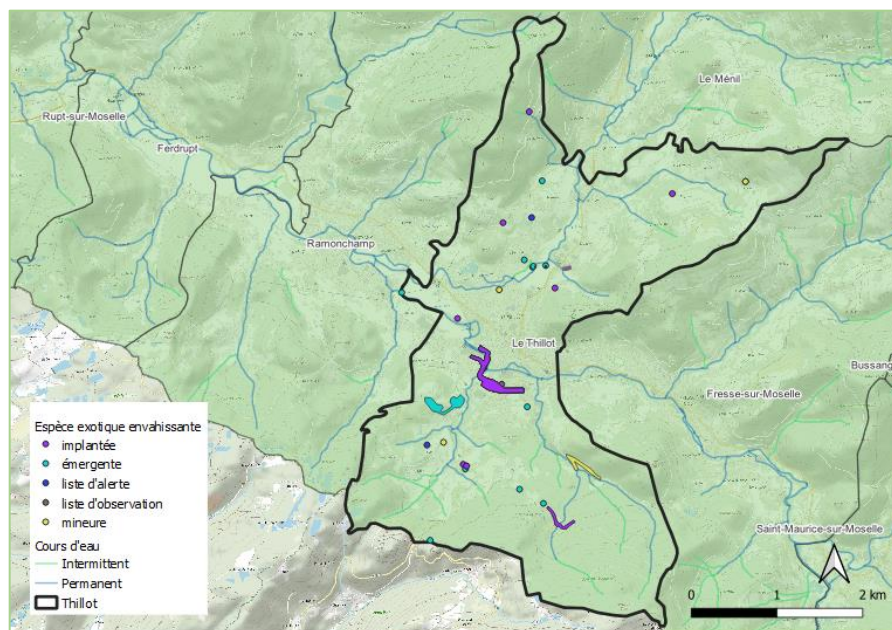 Le Ménil
Rupt-sur-Moselle
Ferdrupt
Ramonchamp
Le Thillot
Bussang
Fresse-sur-Moselle
Saint-Maurice-sur-Moselle
Espèce exotique envahissante
implantée
émergente
liste d'alerte
liste d'observation
mineure
Cours d'eau
Intermittent
Permanent
Thillot
0 1 2 km